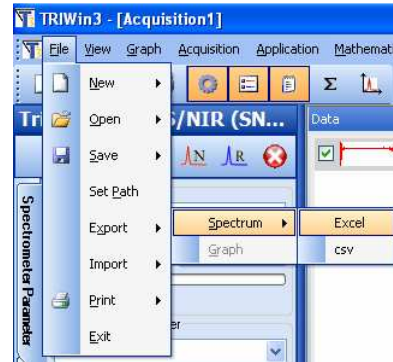 TRIWin3 - [Acquisition1]
File View Graph Acquisition Application Mathemat
New
Σ
Tri
S/NIR (SN...
Data
Open
Save
N R
Set Path
Spectrometer Parameter
Export
Spectrum Excel
Graph csv
Import
Print
Exit